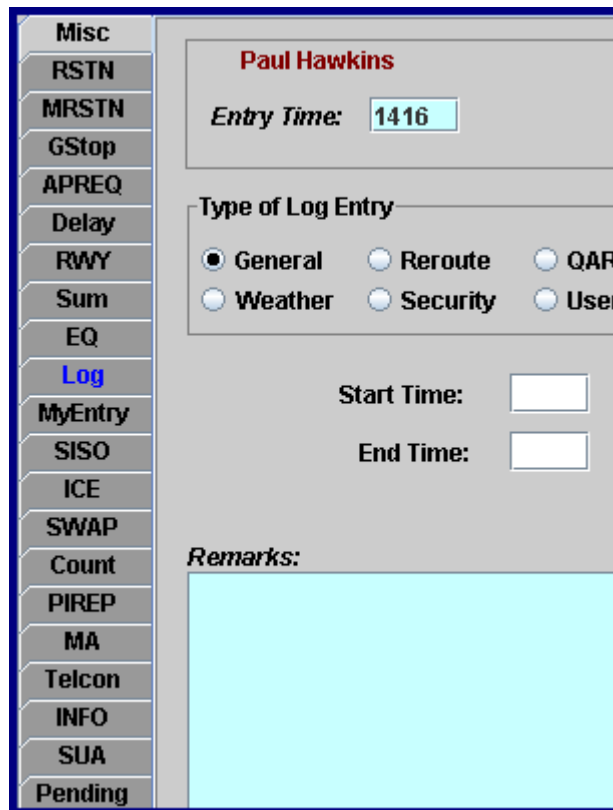 Misc
RSTN
MRSTN
GStop
APREQ
Delay
RWY
Sum
EQ
Log
MyEntry
SISO
ICE
SWAP
Count
PIREP
MA
Telcon
INFO
SUA
Pending
Paul Hawkins
Entry Time: 1416
Type of Log Entry
General Reroute QAR
Weather Security User
Start Time:
End Time:
Remarks: